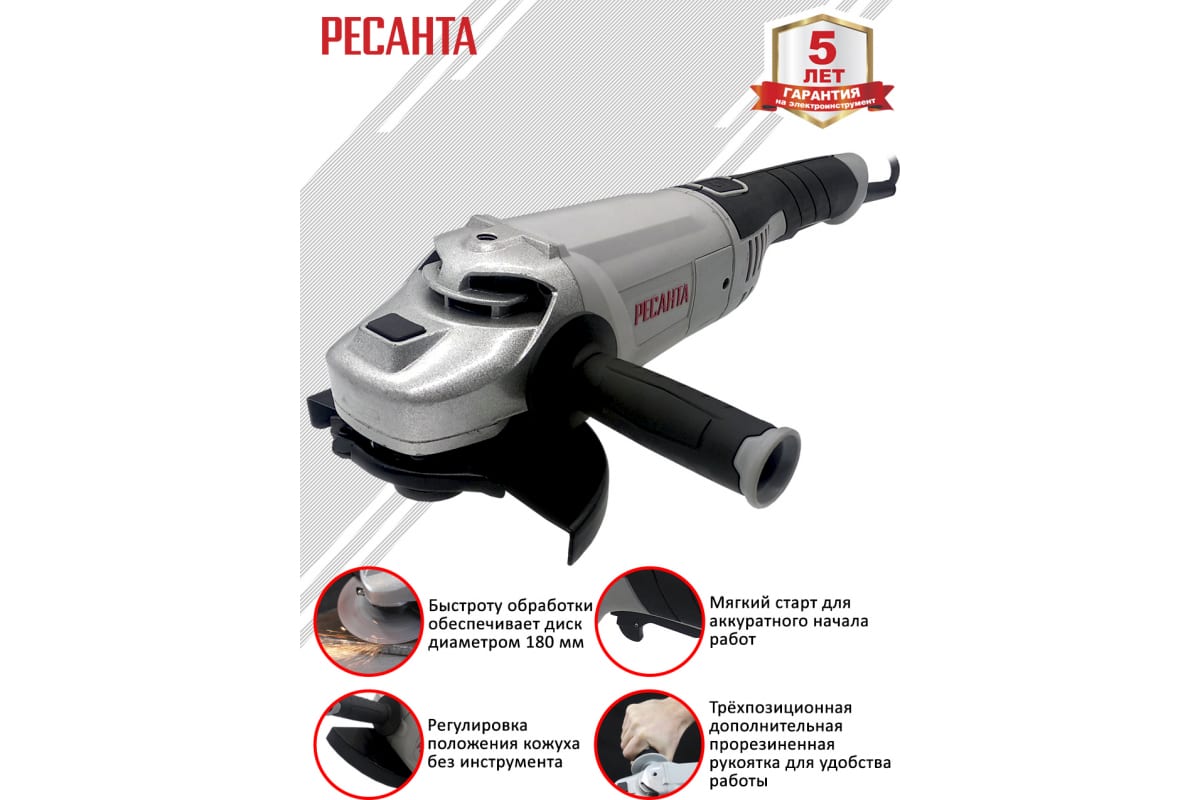 РЕСАНТА
5
ЛЕТ
ГАРАНТИЯ
на электроинструмент
РЕСАНТА
Быстроту обработки
обеспечивает диск
диаметром 180 мм
Мягкий старт для
аккуратного начала
работ
Регулировка
положения кожуха
без инструмента
Трёхпозиционная
дополнительная
прорезиненная
рукоятка для удобства
работы